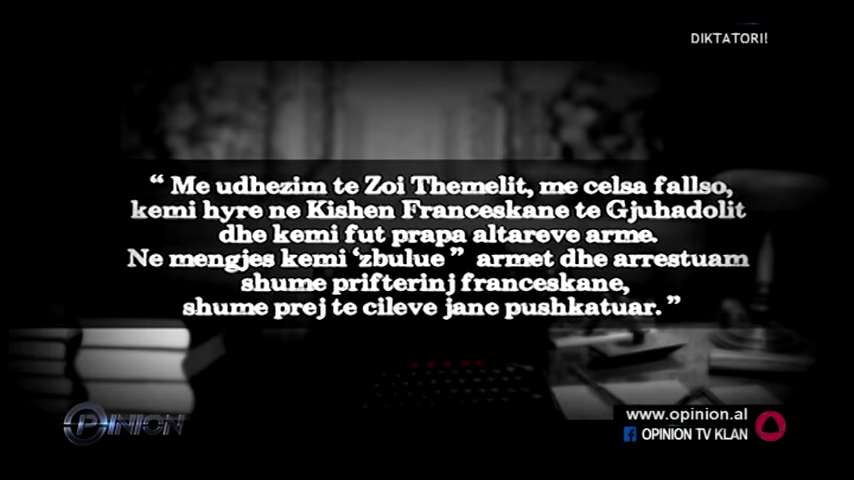 DIKTATORI!
“ Me udhezim te Zoi Themelit, me celsa fallso,
kemi hyre ne Kishen Franceskane te Gjuhadolit
dhe kemi fut prapa altareve arme.
Ne mengjes kemi ‘zbulue ” armet dhe arrestuam
shume prifterinj franceskane,
shume prej te cileve jane pushkatuar. ”
OPINION
www.opinion.al
OPINION TV KLAN